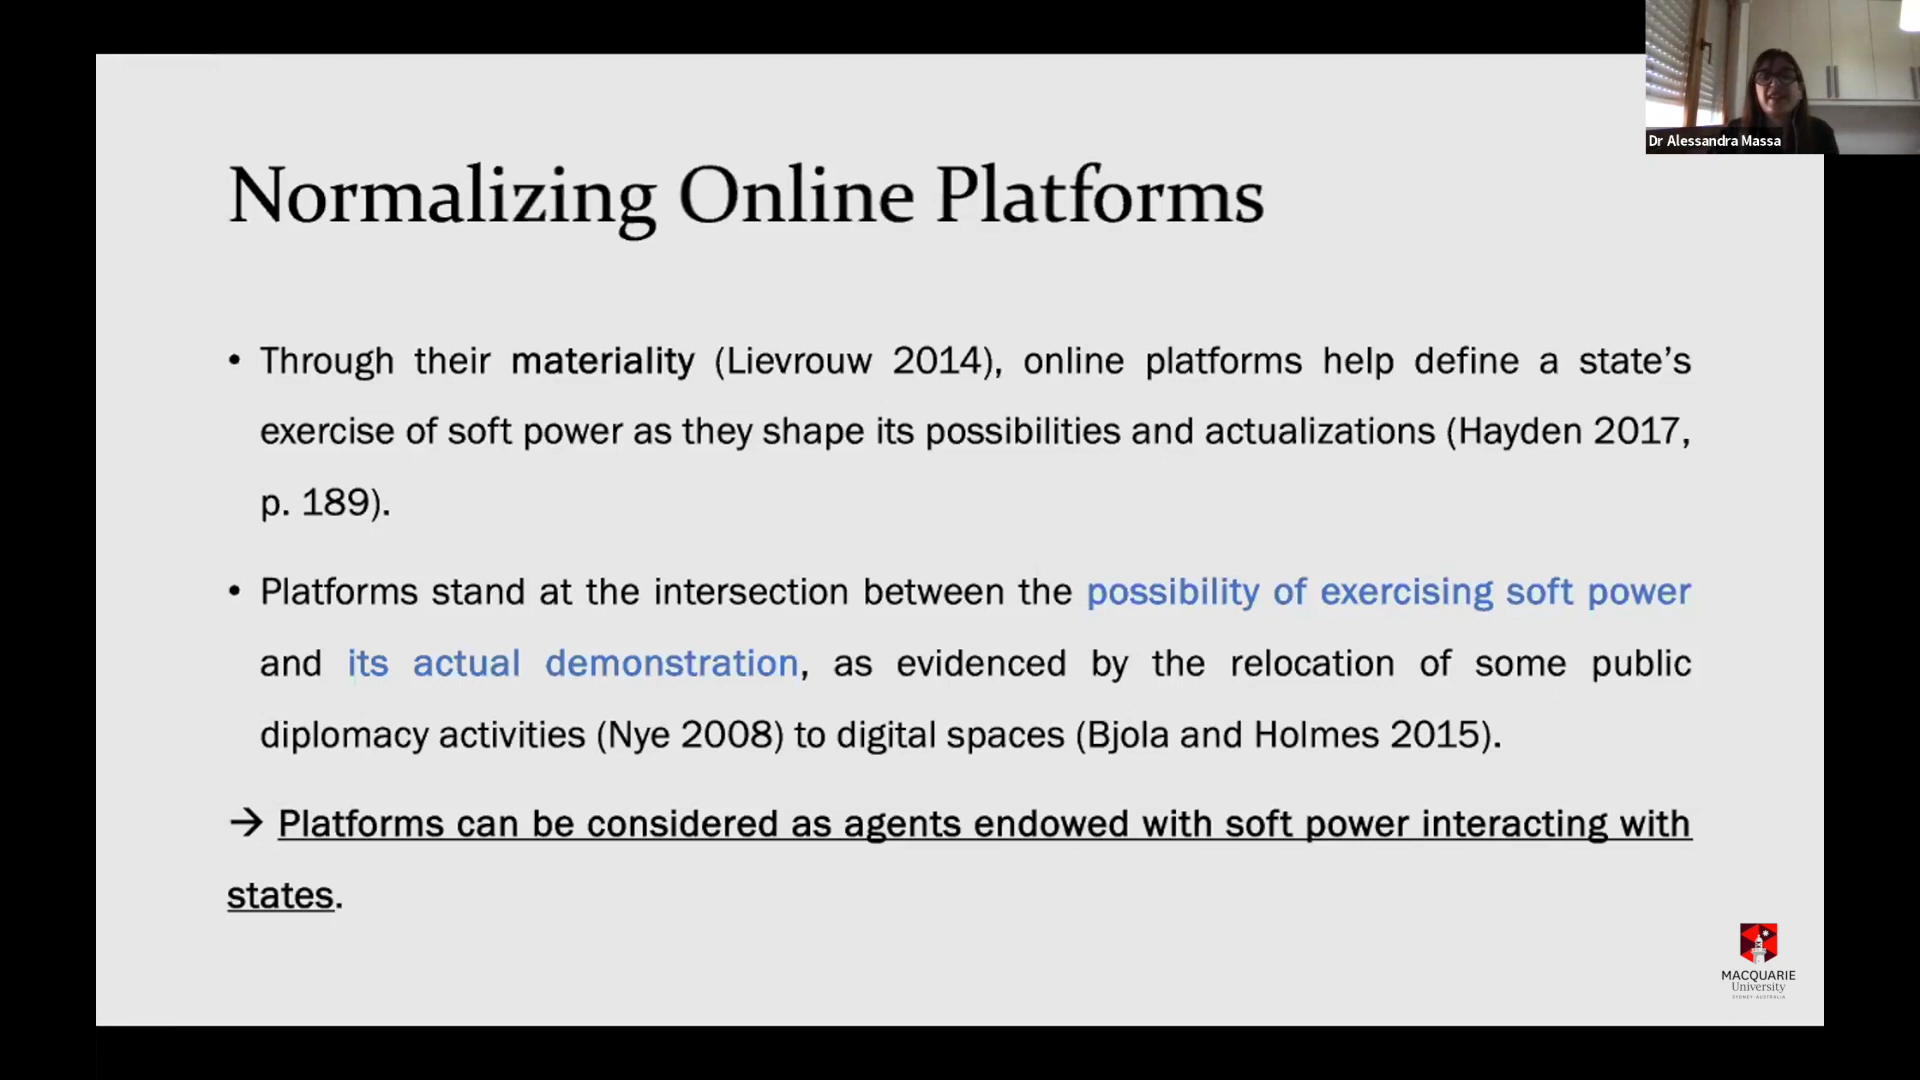 Dr Alessandra Massa
Normalizing Online Platforms
• Through their materiality (Lievrouw 2014), online platforms help define a state’s
exercise of soft power as they shape its possibilities and actualizations (Hayden 2017,
p. 189).
• Platforms stand at the intersection between the possibility of exercising soft power
and its actual demonstration, as evidenced by the relocation of some public
diplomacy activities (Nye 2008) to digital spaces (Bjola and Holmes 2015).
→ Platforms can be considered as agents endowed with soft power interacting with
states.
MACQUARIE
University
SYDNEY·AUSTRALIA